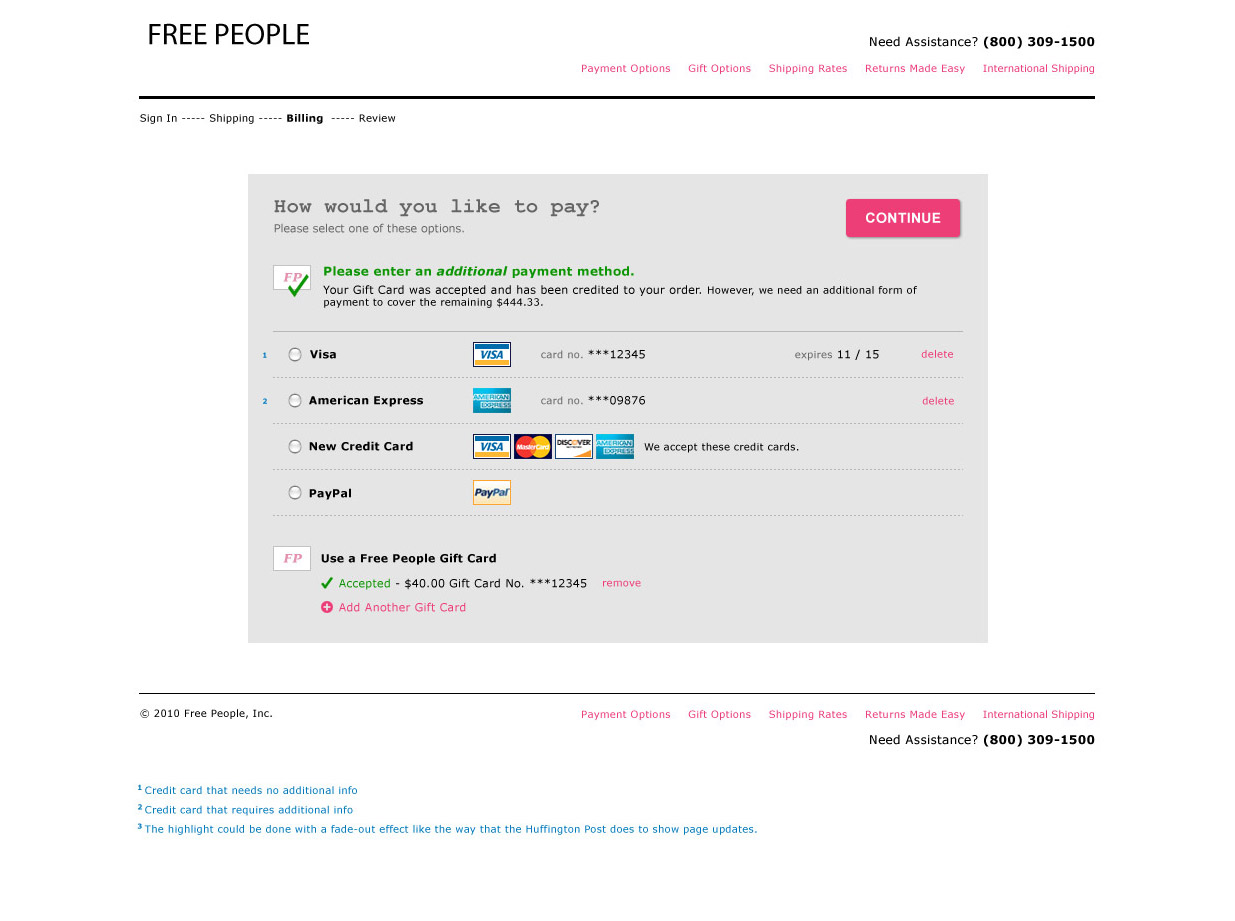 FREE PEOPLE
Need Assistance? (800) 309-1500
Payment Options Gift Options Shipping Rates Returns Made Easy International Shipping
Sign In ----- Shipping ----- Billing ----- Review
How would you like to pay?
CONTINUE
Please select one of these options.
FP
Please enter an additional payment method.
Your Gift Card was accepted and has been credited to your order. However, we need an additional form of
payment to cover the remaining $444.33.
1 Visa VISA card no. ***12345 expires 11 / 15 delete
2 American Express AMERICAN EXPRESS card no. ***09876 delete
New Credit Card VISA MasterCard DISCOVER AMERICAN EXPRESS We accept these credit cards.
PayPal PayPal
FP Use a Free People Gift Card
Accepted - $40.00 Gift Card No. ***12345 remove
Add Another Gift Card
© 2010 Free People, Inc.
Payment Options Gift Options Shipping Rates Returns Made Easy International Shipping
Need Assistance? (800) 309-1500
1 Credit card that needs no additional info
2 Credit card that requires additional info
3 The highlight could be done with a fade-out effect like the way that the Huffington Post does to show page updates.